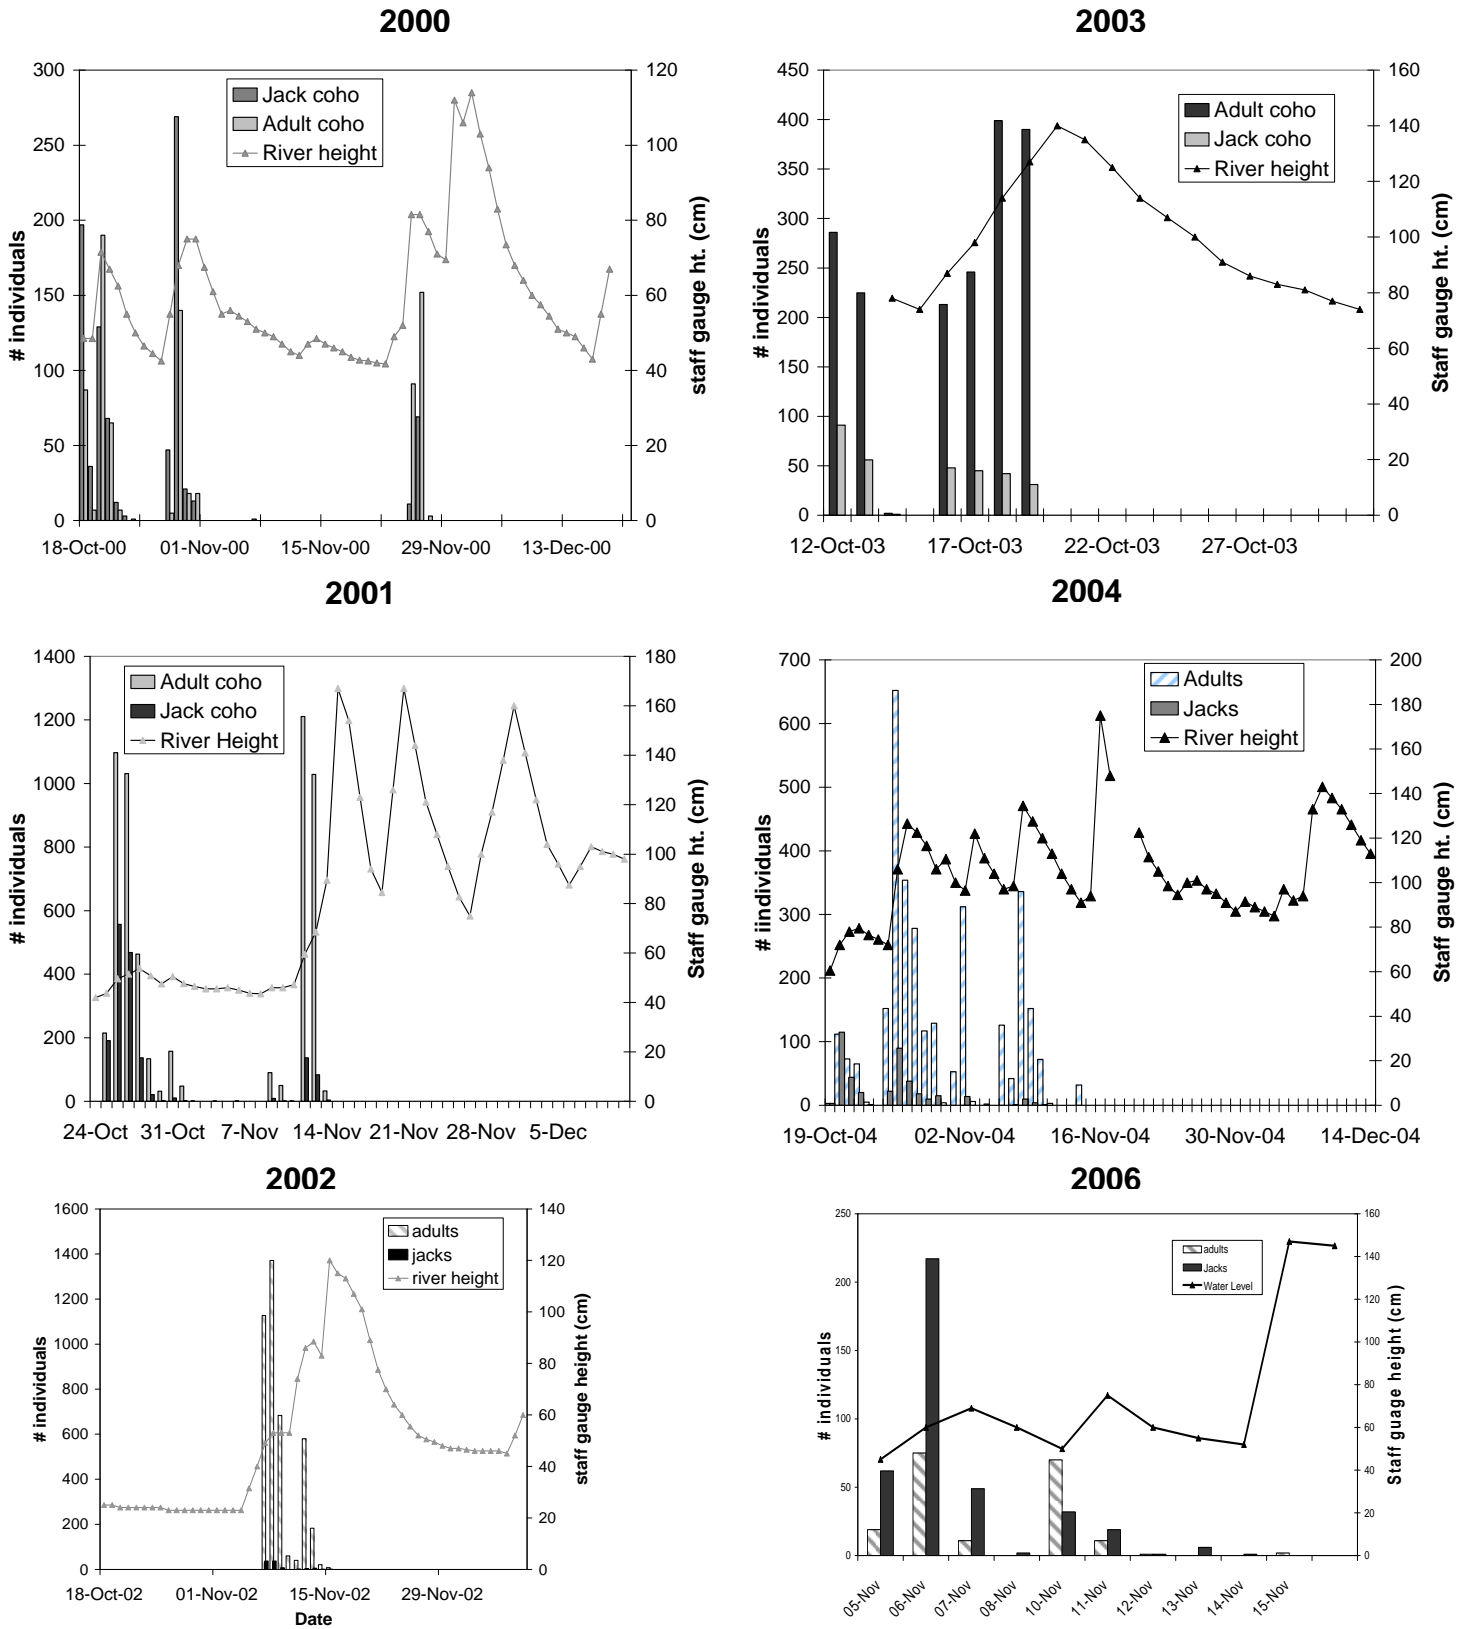 2000
300
250
200
150
100
50
0
# individuals
120
100
80
60
40
20
0
staff gauge ht. (cm)
Jack coho
Adult coho
River height
18-Oct-00 01-Nov-00 15-Nov-00 29-Nov-00 13-Dec-00
2003
450
400
350
300
250
200
150
100
50
0
# individuals
160
140
120
100
80
60
40
20
0
Staff gauge ht. (cm)
Adult coho
Jack coho
River height
12-Oct-03 17-Oct-03 22-Oct-03 27-Oct-03
2001
1400
1200
1000
800
600
400
200
0
# individuals
180
160
140
120
100
80
60
40
20
0
Staff gauge ht. (cm)
Adult coho
Jack coho
River Height
24-Oct 31-Oct 7-Nov 14-Nov 21-Nov 28-Nov 5-Dec
2004
700
600
500
400
300
200
100
0
# iindividuals
200
180
160
140
120
100
80
60
40
20
0
Staff gauge ht. (cm)
Adults
Jacks
River height
19-Oct-04 02-Nov-04 16-Nov-04 30-Nov-04 14-Dec-04
2002
1600
1400
1200
1000
800
600
400
200
0
# individuals
140
120
100
80
60
40
20
0
staff gauge height (cm)
adults
jacks
river height
18-Oct-02 01-Nov-02 15-Nov-02 29-Nov-02
Date
2006
250
200
150
100
50
0
# individuals
160
140
120
100
80
60
40
20
0
Staff guage height (cm)
adults
Jacks
Water Level
05-Nov 06-Nov 07-Nov 08-Nov 10-Nov 11-Nov 12-Nov 13-Nov 14-Nov 15-Nov